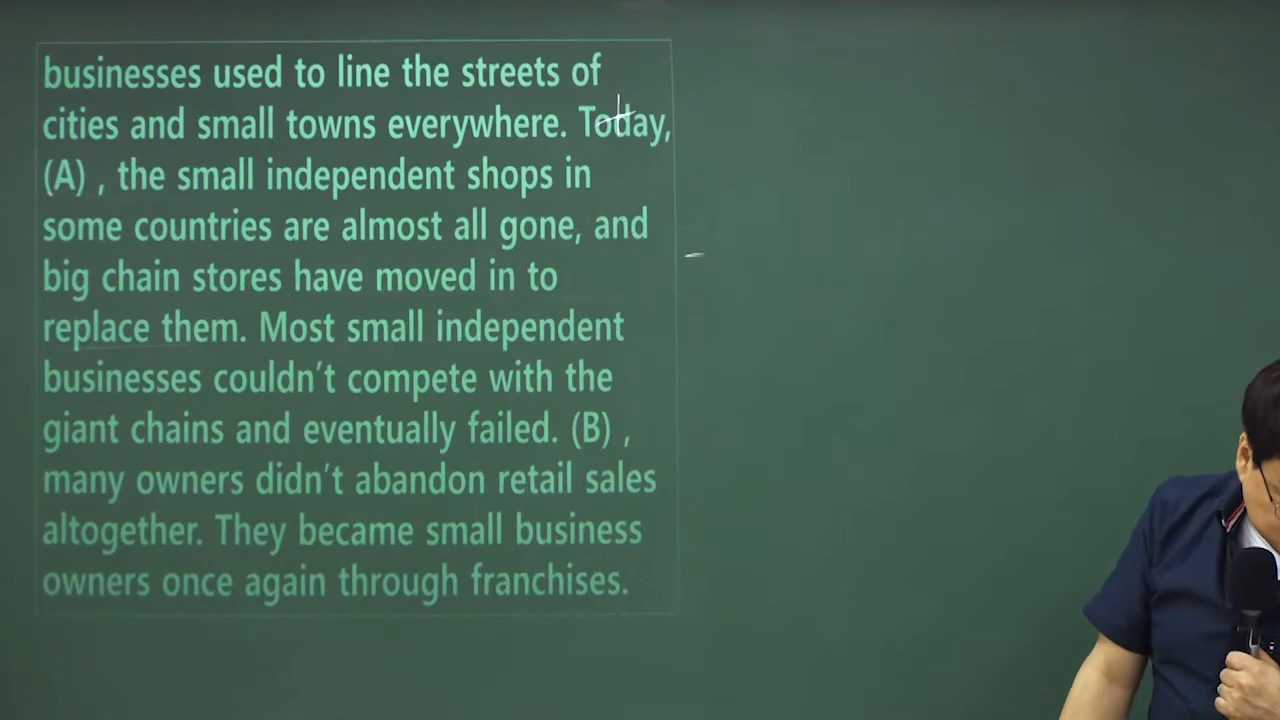 businesses used to line the streets of
cities and small towns everywhere. Today,
(A) , the small independent shops in
some countries are almost all gone, and
big chain stores have moved in to
replace them. Most small independent
businesses couldn’t compete with the
giant chains and eventually failed. (B) ,
many owners didn’t abandon retail sales
altogether. They became small business
owners once again through franchises.